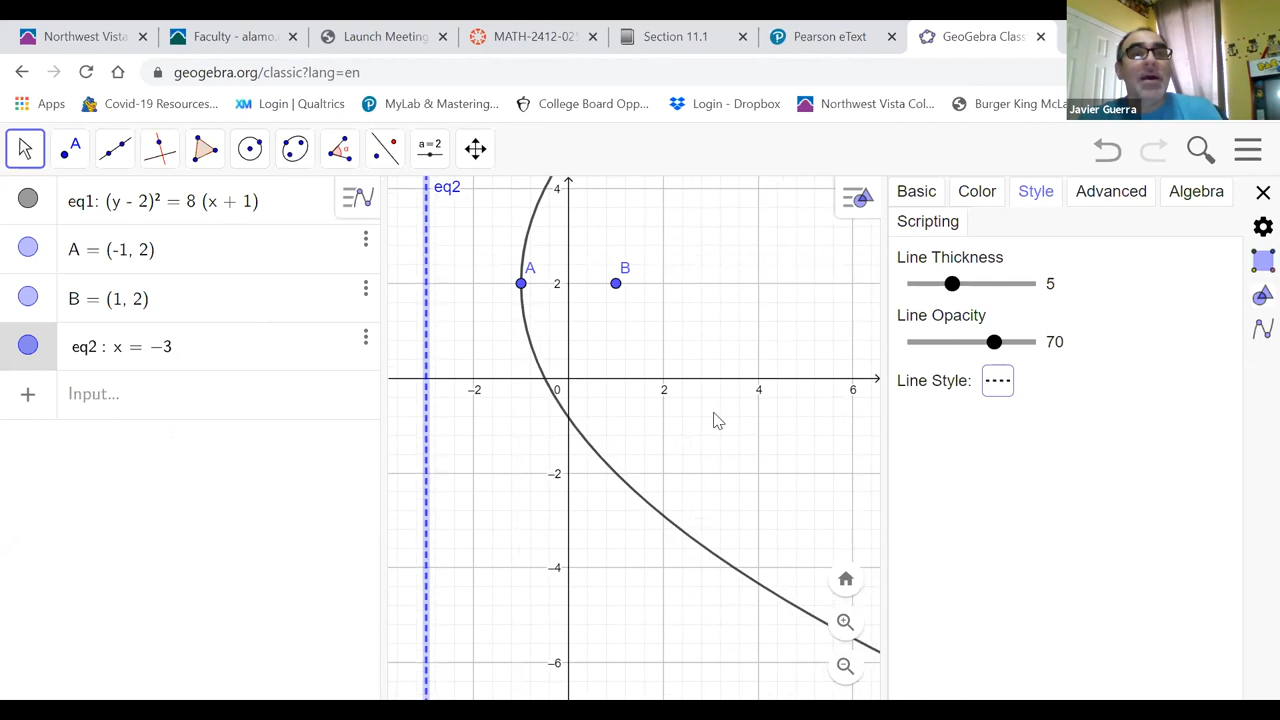 Northwest Vista
Faculty - alamo.
Launch Meeting
MATH-2412-025
Section 11.1
Pearson eText
GeoGebra Clas
geogebra.org/classic?lang=en
Apps
Covid-19 Resources...
XM Login | Qualtrics
MyLab & Mastering...
College Board Opp...
Login - Dropbox
Northwest Vista Col...
Burger King McLa
Javier Guerra
A
α
a = 2
eq1: (y - 2)² = 8 (x + 1)
A = (-1, 2)
B = (1, 2)
eq2 : x = −3
+ Input...
eq2
A
B
4
2
−2
0
2
4
6
−2
−4
−6
Basic
Color
Style
Advanced
Algebra
Scripting
Line Thickness
5
Line Opacity
70
Line Style: